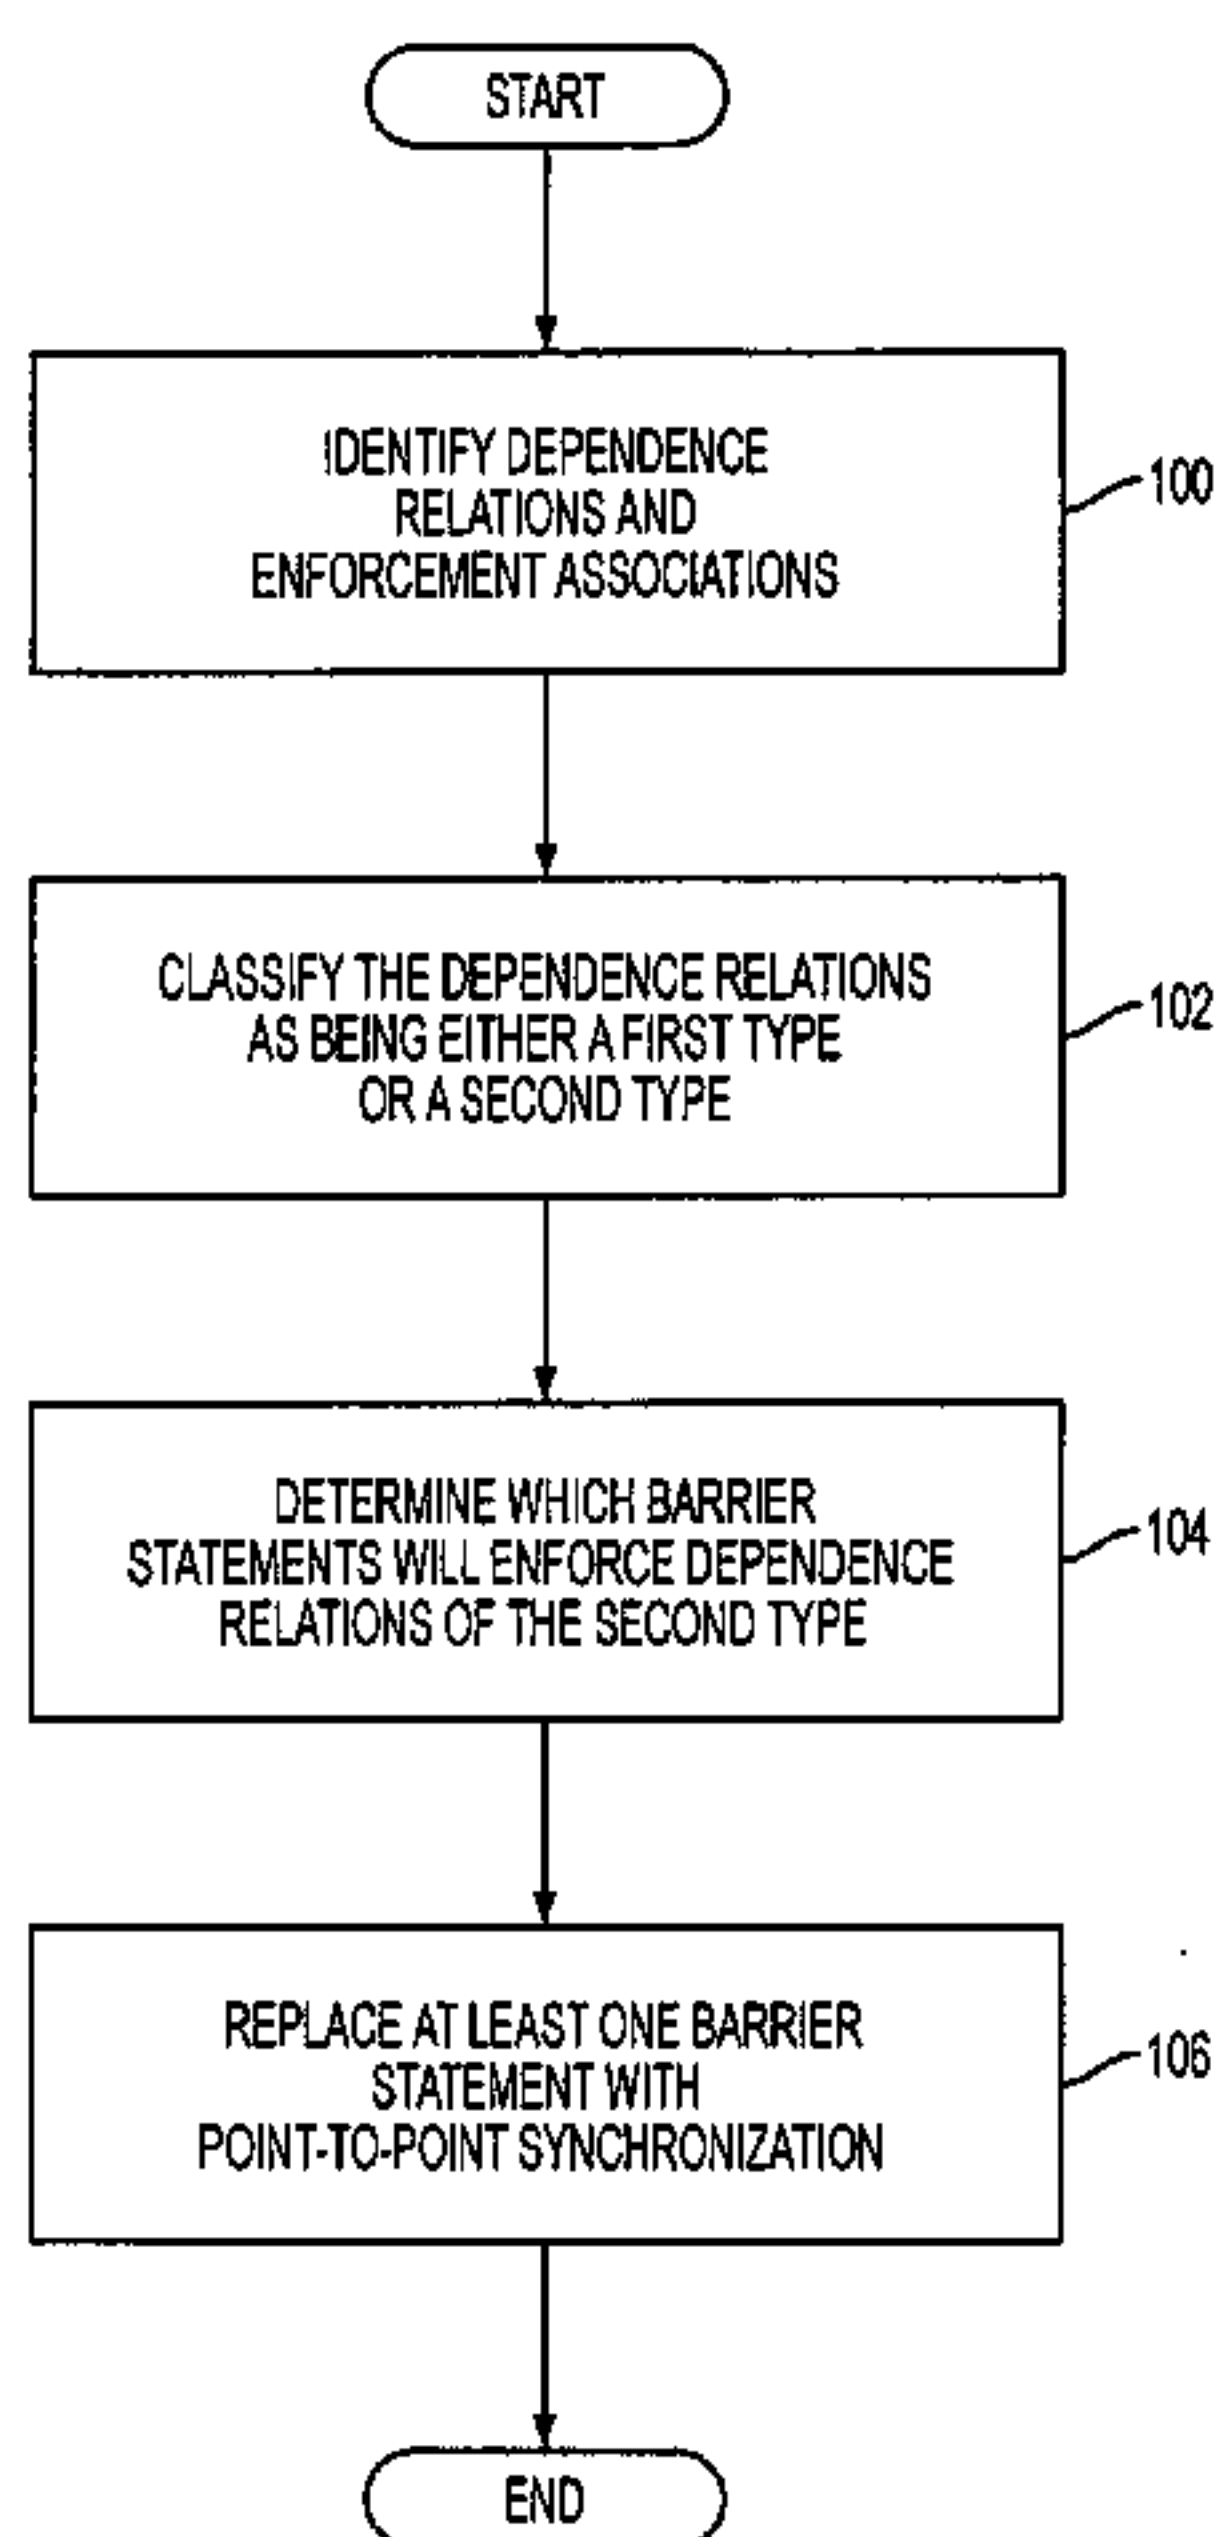 START
IDENTIFY DEPENDENCE
RELATIONS AND
ENFORCEMENT ASSOCIATIONS
100
CLASSIFY THE DEPENDENCE RELATIONS
AS BEING EITHER A FIRST TYPE
OR A SECOND TYPE
102
DETERMINE WHICH BARRIER
STATEMENTS WILL ENFORCE DEPENDENCE
RELATIONS OF THE SECOND TYPE
104
REPLACE AT LEAST ONE BARRIER
STATEMENT WITH
POINT-TO-POINT SYNCHRONIZATION
106
END